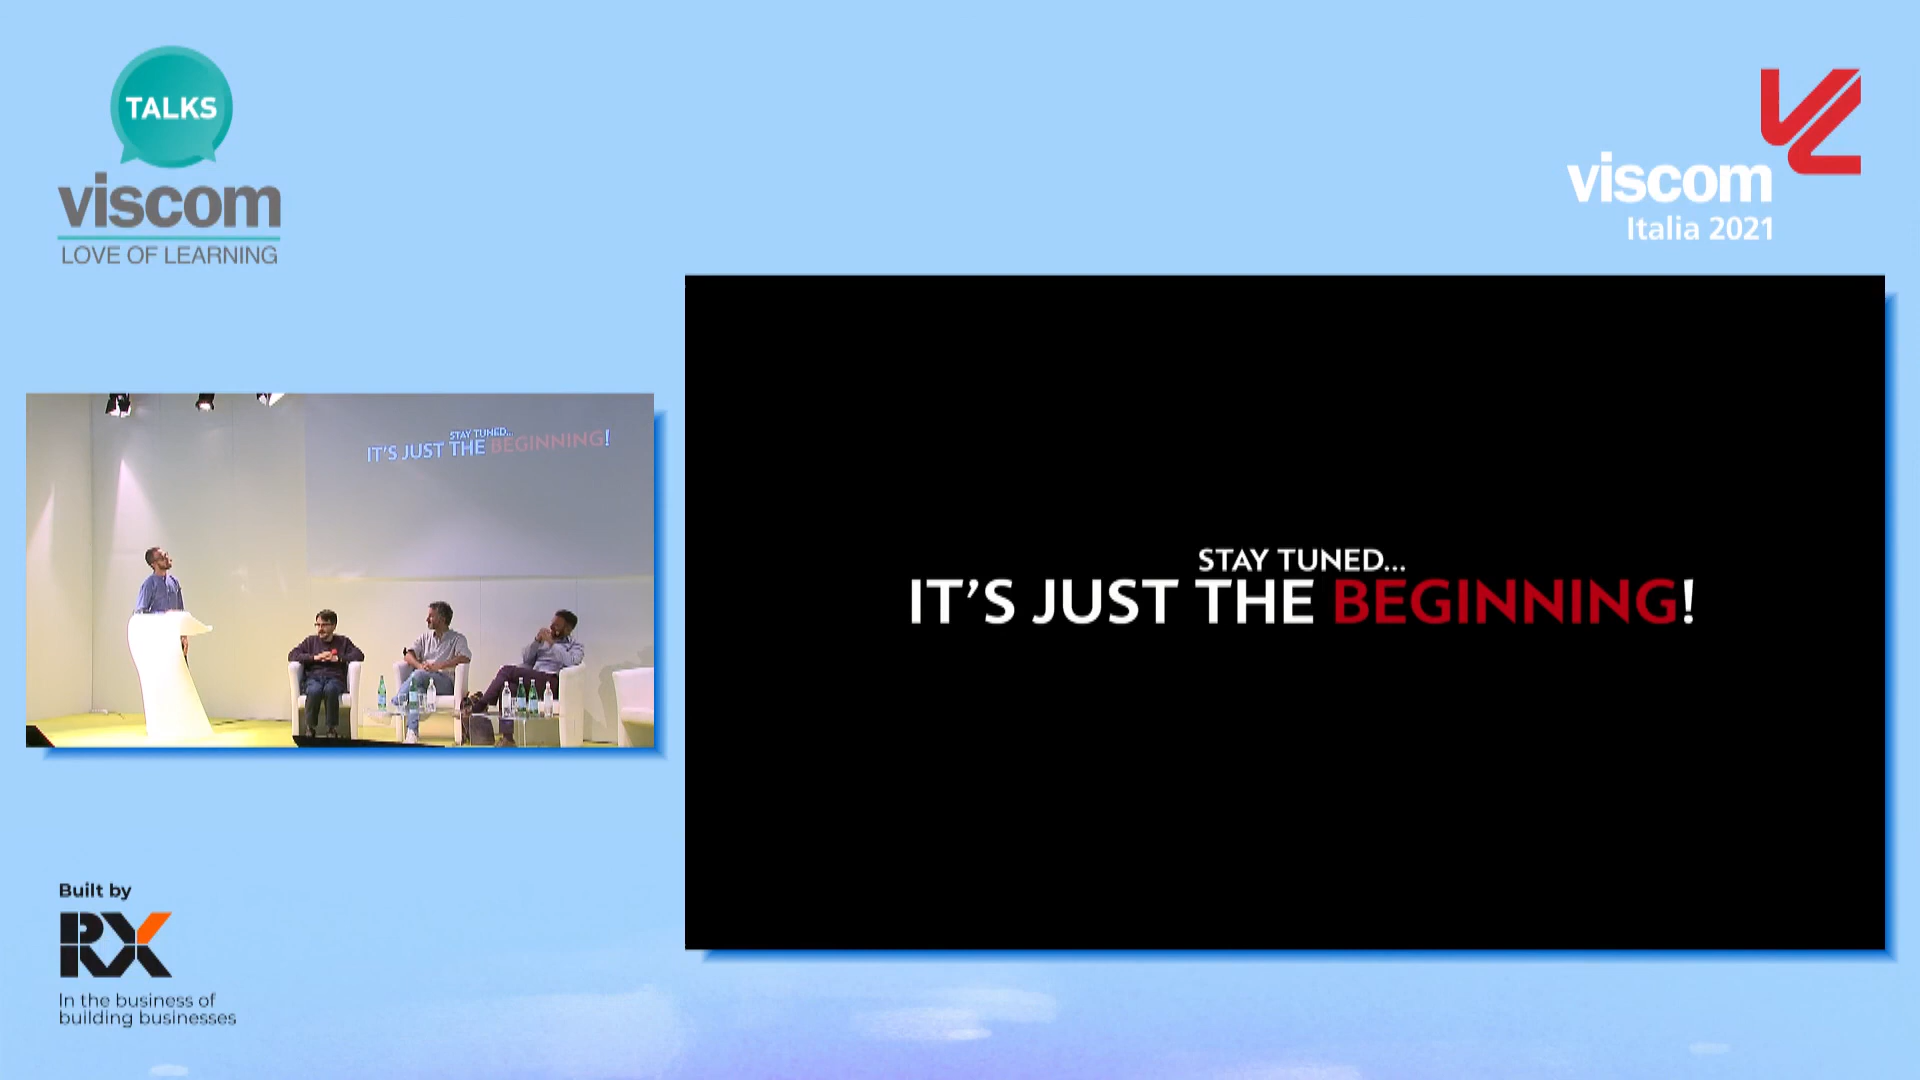 TALKS
viscom
LOVE OF LEARNING
viscom
Italia 2021
STAY TUNED...
IT'S JUST THE BEGINNING!
STAY TUNED...
IT’S JUST THE BEGINNING!
Built by
RX
In the business of
building businesses